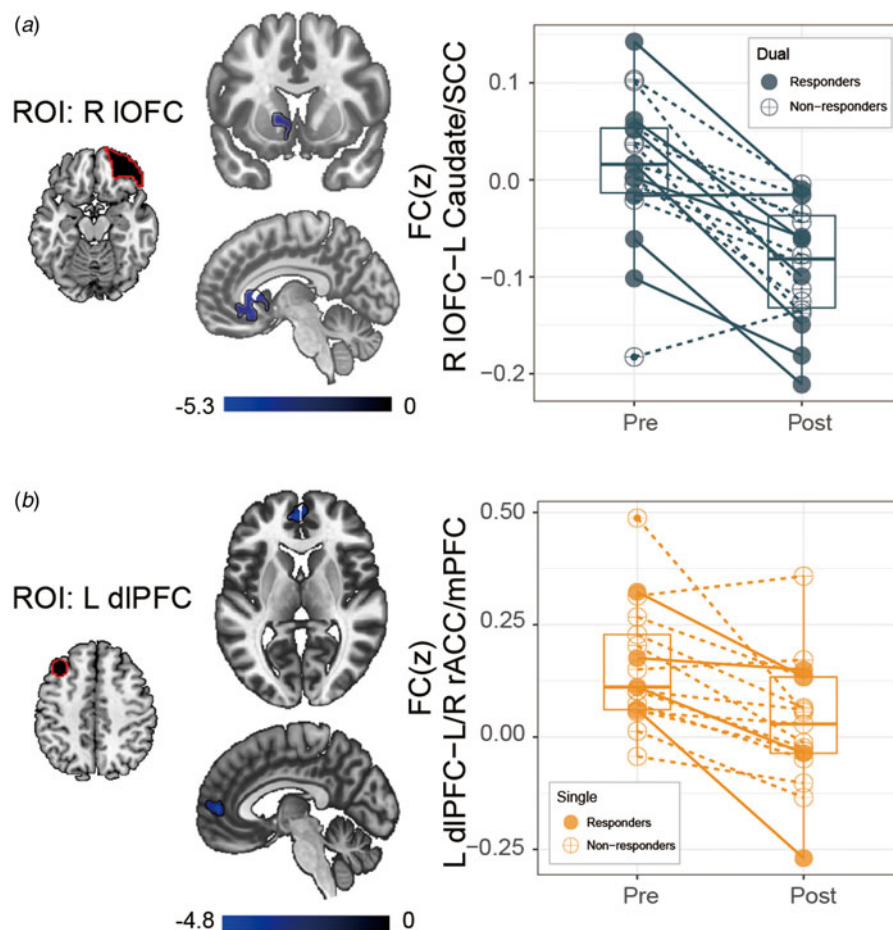 (a)
ROI: R lOFC
-5.3 0
FC(z)
R lOFC–L Caudate/SCC
0.1
0.0
−0.1
−0.2
Dual
Responders
Non-responders
Pre Post
(b)
ROI: L dlPFC
-4.8 0
FC(z)
L dlPFC–L/R rACC/mPFC
0.50
0.25
0.00
−0.25
Single
Responders
Non-responders
Pre Post